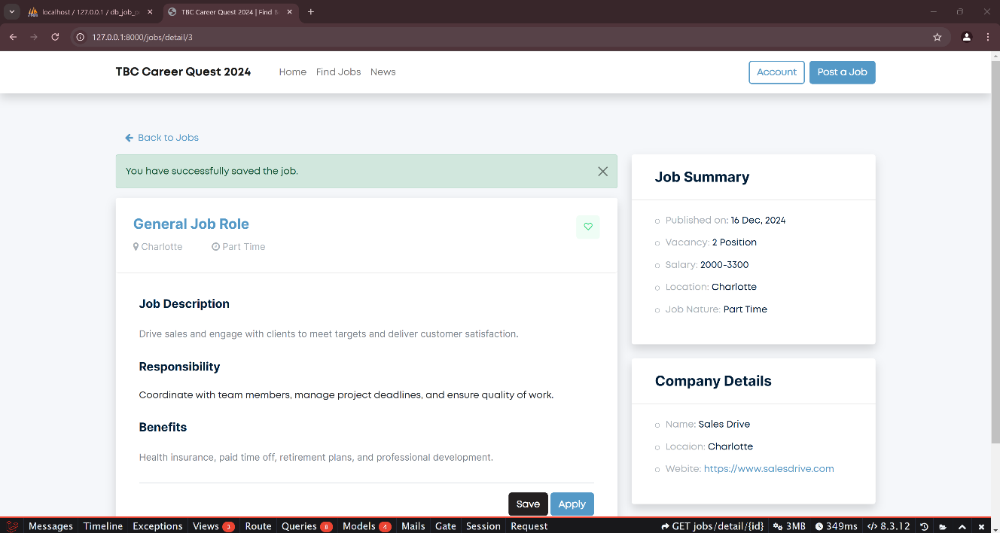 localhost / 127.0.0.1 / db_job_p
TBC Career Quest 2024 | Find B
127.0.0.1:8000/jobs/detail/3
TBC Career Quest 2024
Home
Find Jobs
News
Account
Post a Job
Back to Jobs
You have successfully saved the job.
General Job Role
Charlotte
Part Time
Job Description
Drive sales and engage with clients to meet targets and deliver customer satisfaction.
Responsibility
Coordinate with team members, manage project deadlines, and ensure quality of work.
Benefits
Health insurance, paid time off, retirement plans, and professional development.
Save
Apply
Job Summary
Published on: 16 Dec, 2024
Vacancy: 2 Position
Salary: 2000-3300
Location: Charlotte
Job Nature: Part Time
Company Details
Name: Sales Drive
Locaion: Charlotte
Webite: https://www.salesdrive.com
Messages
Timeline
Exceptions
Views 3
Route
Queries 8
Models 4
Mails
Gate
Session
Request
GET jobs/detail/{id}
3MB
349ms
8.3.12